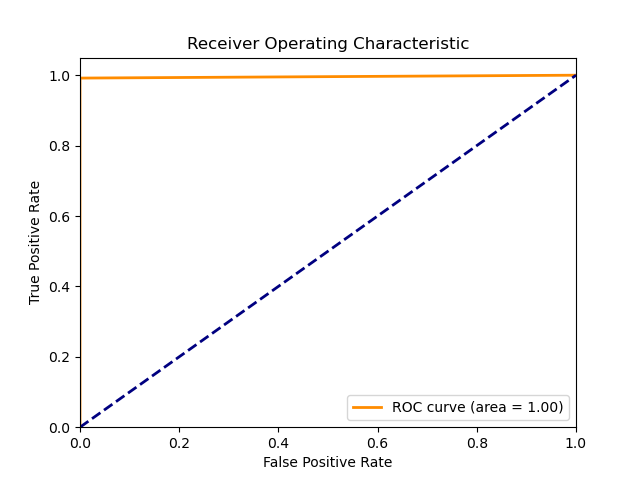 Receiver Operating Characteristic
True Positive Rate
1.0
0.8
0.6
0.4
0.2
0.0
0.0 0.2 0.4 0.6 0.8 1.0
False Positive Rate
ROC curve (area = 1.00)